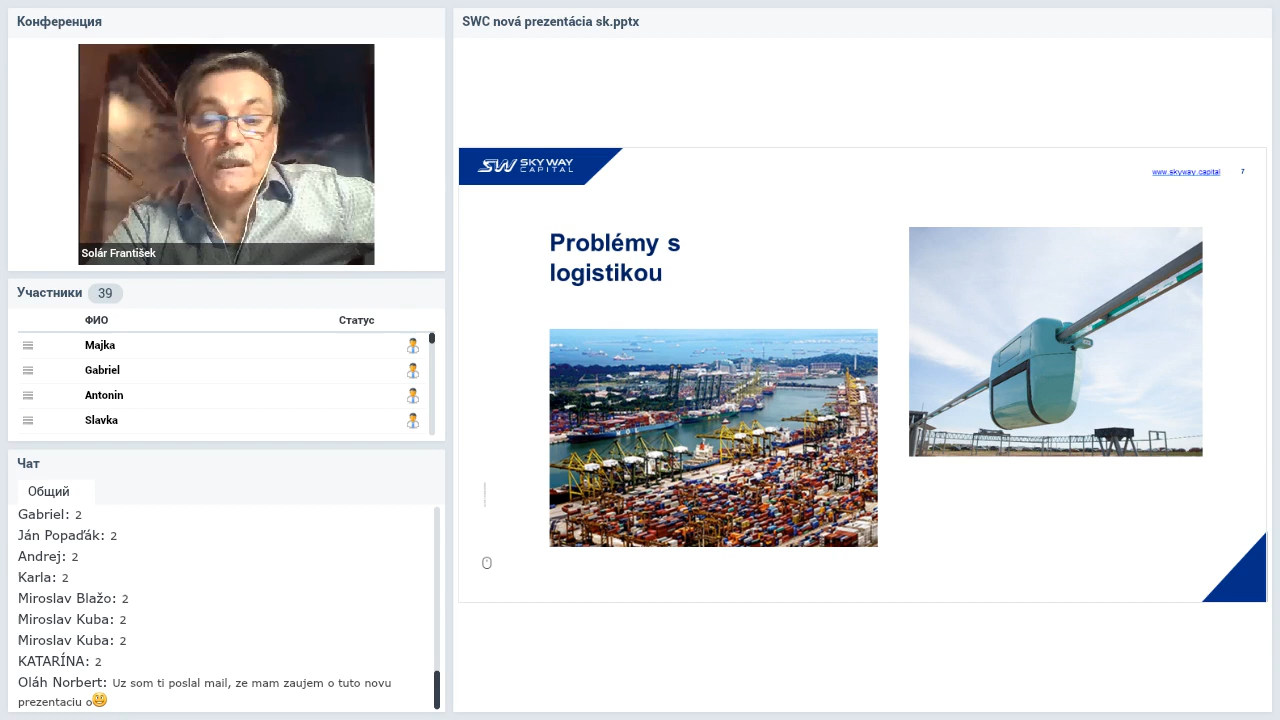 Конференция
Solár František
Участники 39
ФИО Статус
Majka
Gabriel
Antonin
Slavka
Чат
Общий
Gabriel: 2
Ján Popaďák: 2
Andrej: 2
Karla: 2
Miroslav Blažo: 2
Miroslav Kuba: 2
Miroslav Kuba: 2
KATARÍNA: 2
Oláh Norbert: Uz som ti poslal mail, ze mam zaujem o tuto novu
prezentaciu o
SWC nová prezentácia sk.pptx
SW SKY WAY
CAPITAL
www.skyway.capital 7
Problémy s
logistikou